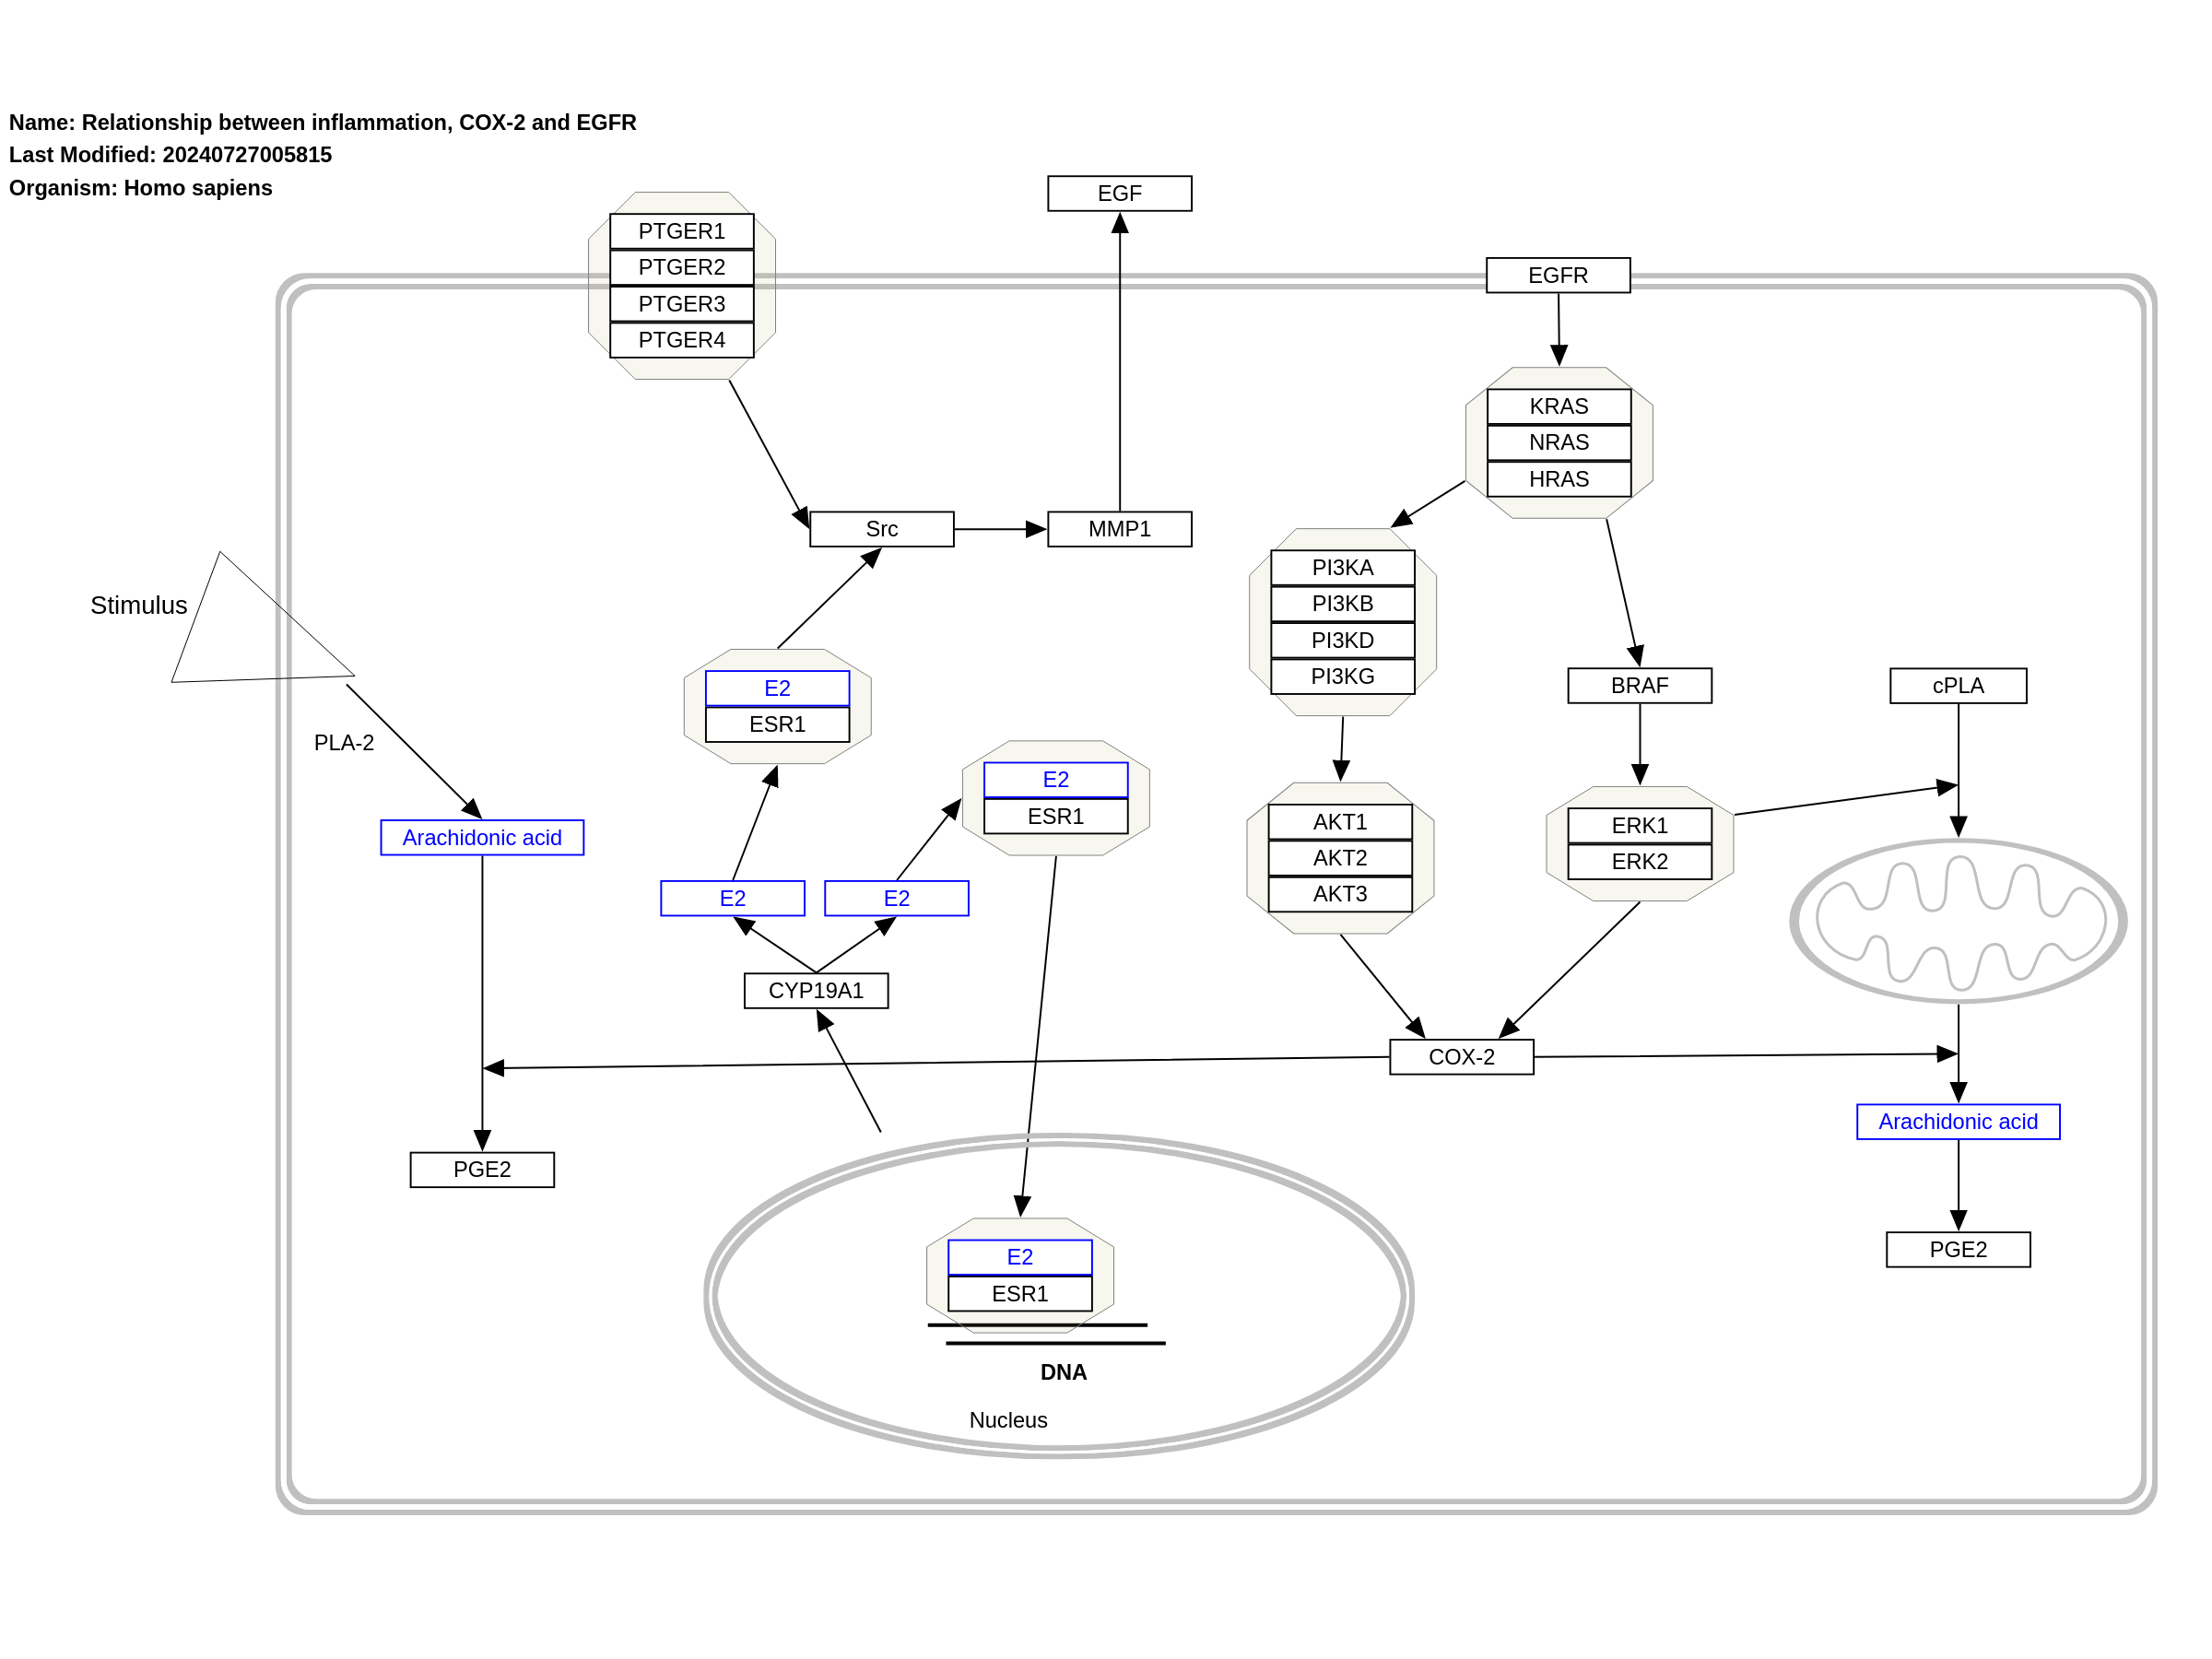 Name: Relationship between inflammation, COX-2 and EGFR
Last Modified: 20240727005815
Organism: Homo sapiens
EGF
PTGER1
PTGER2
PTGER3
PTGER4
EGFR
KRAS
NRAS
HRAS
Src
MMP1
PI3KA
PI3KB
PI3KD
PI3KG
Stimulus
PLA-2
E2
ESR1
BRAF
cPLA
E2
ESR1
Arachidonic acid
AKT1
AKT2
AKT3
ERK1
ERK2
E2
E2
CYP19A1
COX-2
Arachidonic acid
PGE2
PGE2
E2
ESR1
DNA
Nucleus